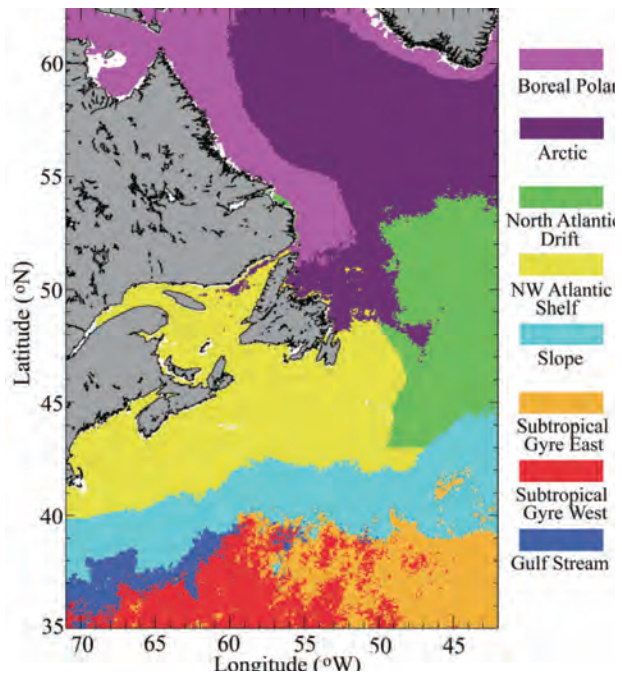 60
55
50
45
40
35
70
65
60
55
50
45
Latitude (°N)
Longitude (°W)
Boreal Polar
Arctic
North Atlantic
Drift
NW Atlantic
Shelf
Slope
Subtropical
Gyre East
Subtropical
Gyre West
Gulf Stream